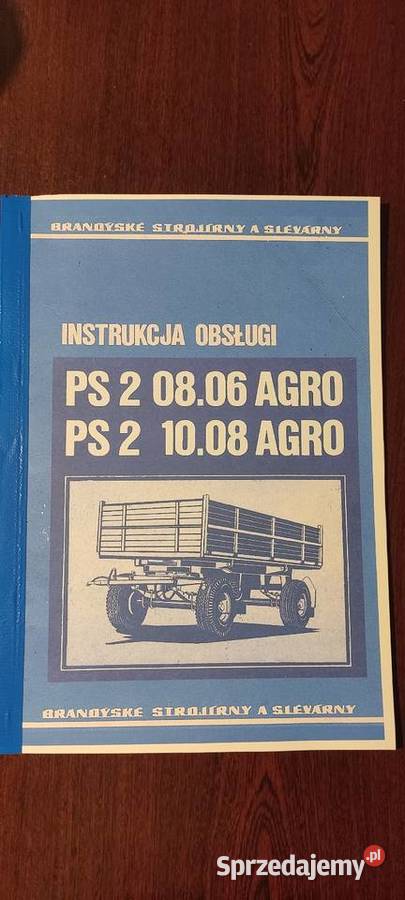 BRANDÝSKÉ STROJÍRNY A SLÉVÁRNY
INSTRUKCJA OBSŁUGI
PS 2 08.06 AGRO
PS 2 10.08 AGRO
BRANDÝSKÉ STROJÍRNY A SLÉVÁRNY
Sprzedajemy.pl